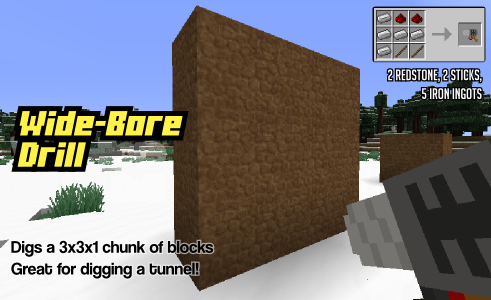 2 REDSTONE, 2 STICKS,
5 IRON INGOTS
Wide-Bore
Drill
Digs a 3x3x1 chunk of blocks
Great for digging a tunnel!